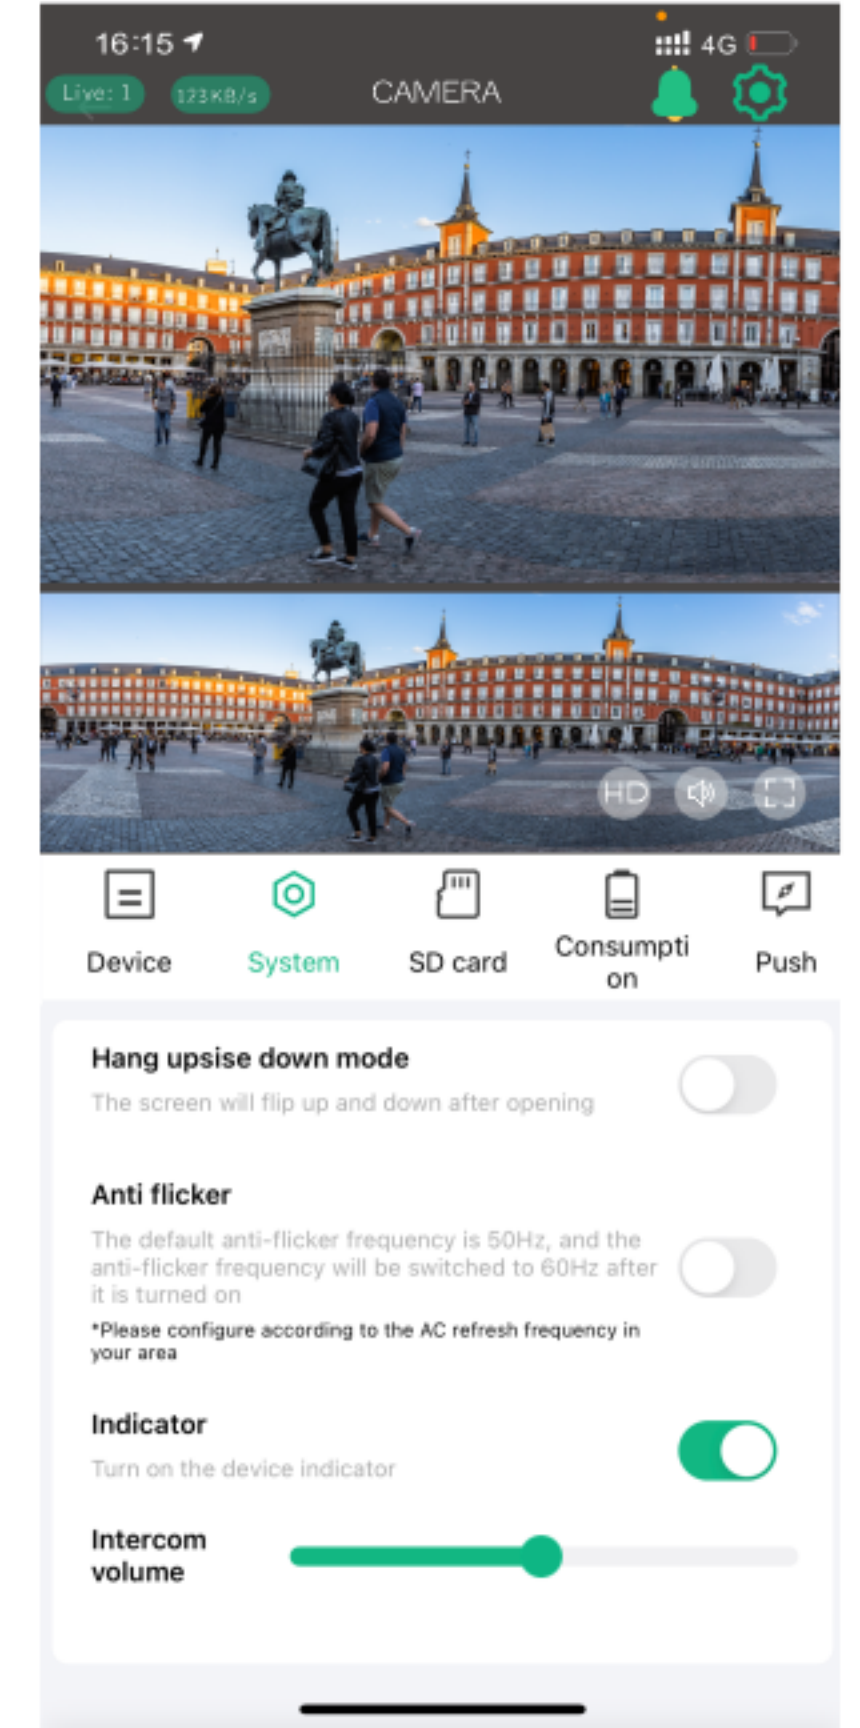 16:15
4G
Live: 1
123KB/s
CAMERA
HD
Device
System
SD card
Consumpti
on
Push
Hang upsise down mode
The screen will flip up and down after opening
Anti flicker
The default anti-flicker frequency is 50Hz, and the
anti-flicker frequency will be switched to 60Hz after
it is turned on
*Please configure according to the AC refresh frequency in
your area
Indicator
Turn on the device indicator
Intercom
volume